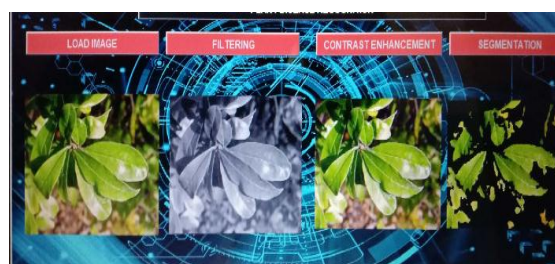 LOAD IMAGE
FILTERING
CONTRAST ENHANCEMENT
SEGMENTATION